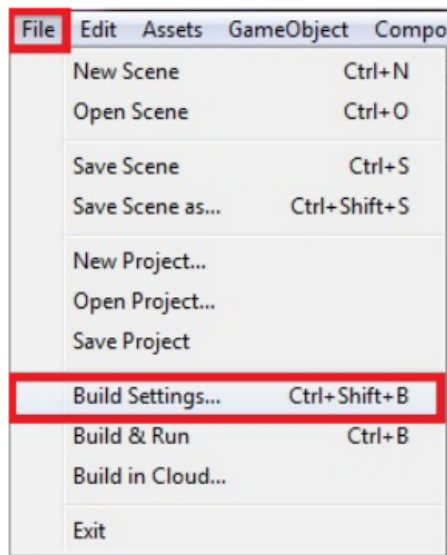 File Edit Assets GameObject Compo
New Scene Ctrl+N
Open Scene Ctrl+O
Save Scene Ctrl+S
Save Scene as... Ctrl+Shift+S
New Project...
Open Project...
Save Project
Build Settings... Ctrl+Shift+B
Build & Run Ctrl+B
Build in Cloud...
Exit